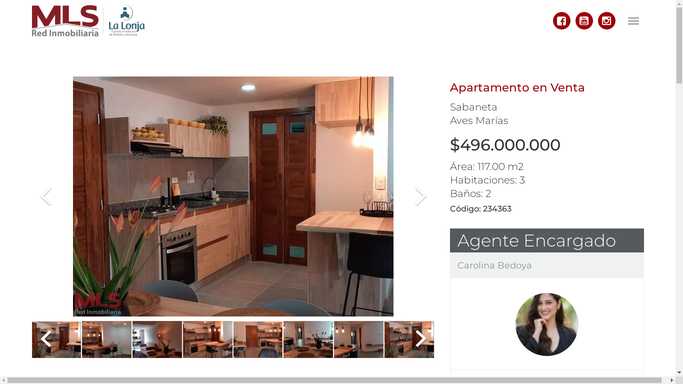 MLS
Red Inmobiliaria
La Lonja
Apartamento en Venta
Sabaneta
Aves Marías
$496.000.000
Área: 117.00 m2
Habitaciones: 3
Baños: 2
Código: 234363
MLS
Red Inmobiliaria
Agente Encargado
Carolina Bedoya